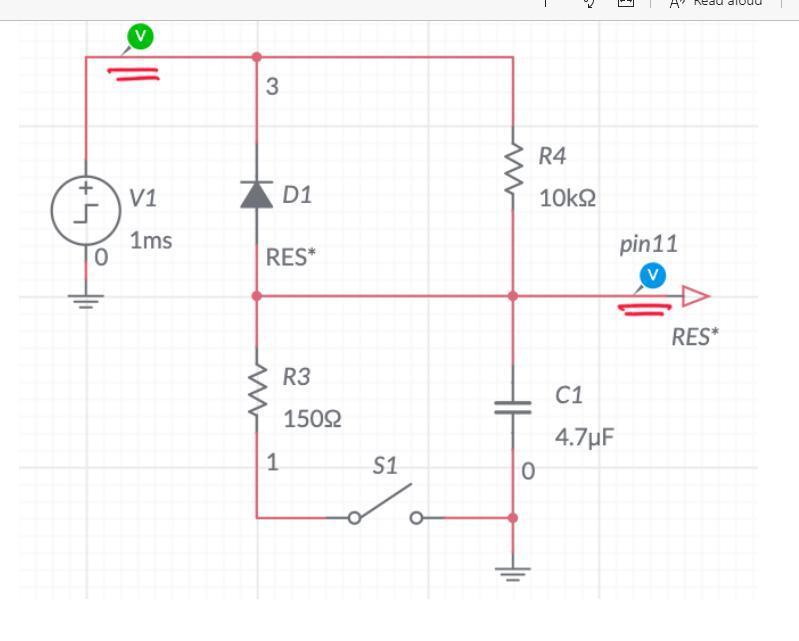 Read aloud
V
3
R4
10kΩ
V1
1ms
0
D1
RES*
pin11
V
RES*
R3
150Ω
1
S1
C1
4.7μF
0